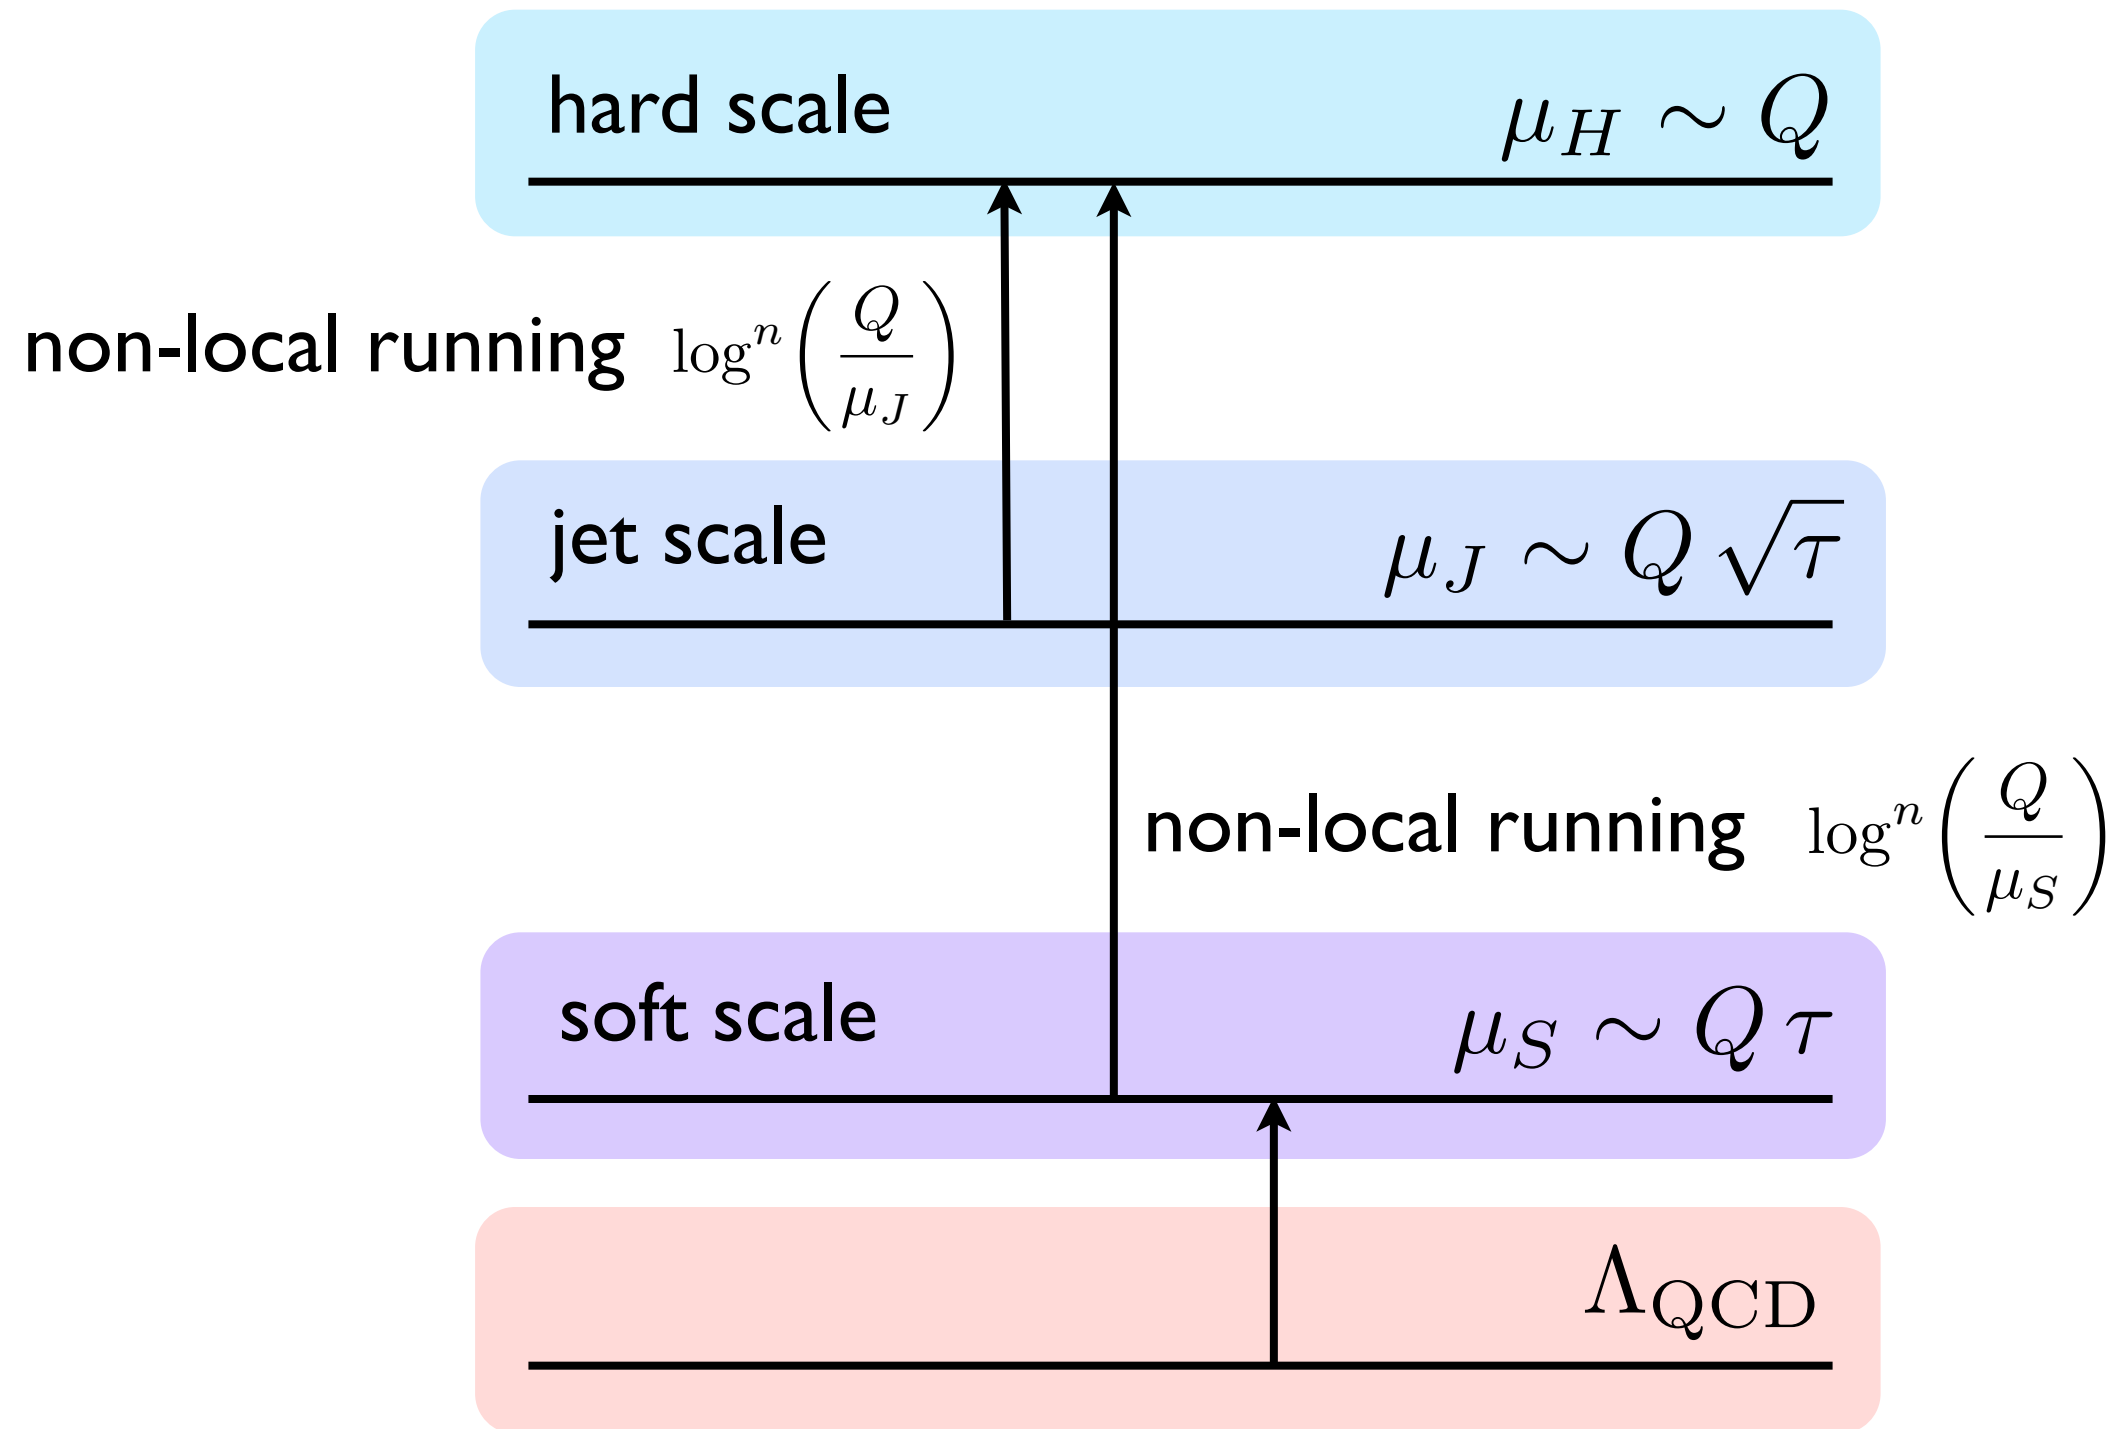 hard scale μ_H ∼ Q
non-local running log^n(Q/μ_J)
jet scale μ_J ∼ Q √τ
non-local running log^n(Q/μ_S)
soft scale μ_S ∼ Q τ
Λ_QCD